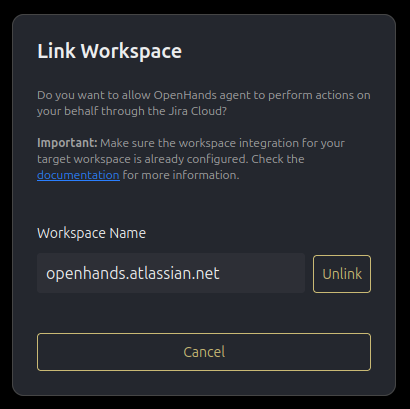 Link Workspace
Do you want to allow OpenHands agent to perform actions on
your behalf through the Jira Cloud?
Important: Make sure the workspace integration for your
target workspace is already configured. Check the
documentation for more information.
Workspace Name
openhands.atlassian.net
Unlink
Cancel